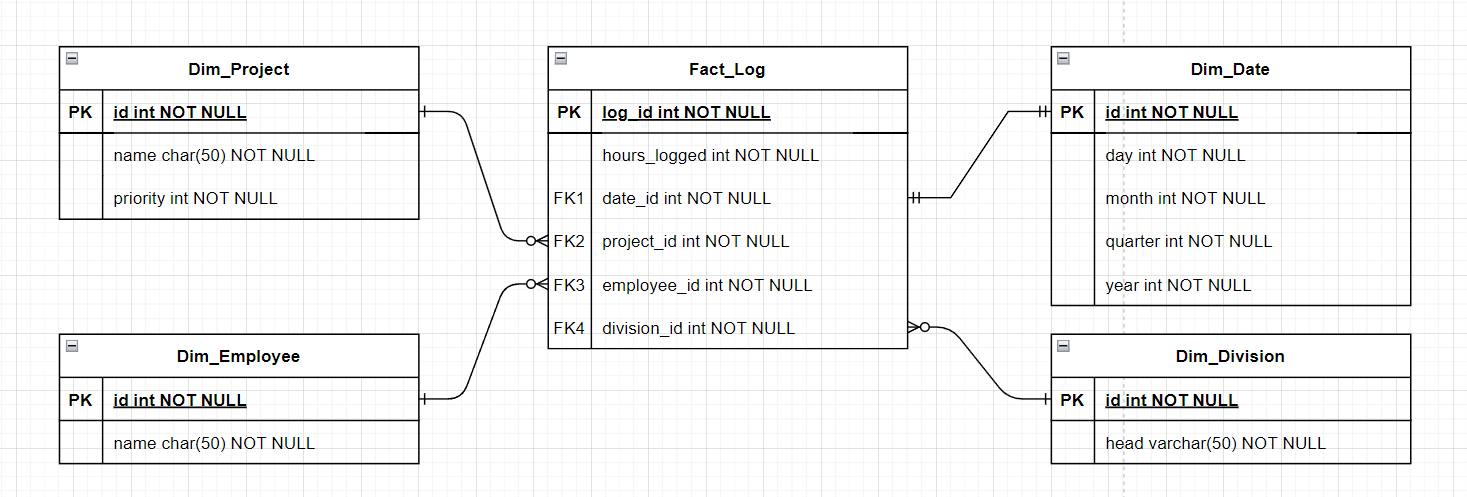 Dim_Project
PK id int NOT NULL
name char(50) NOT NULL
priority int NOT NULL
Fact_Log
PK log_id int NOT NULL
hours_logged int NOT NULL
FK1 date_id int NOT NULL
FK2 project_id int NOT NULL
FK3 employee_id int NOT NULL
FK4 division_id int NOT NULL
Dim_Date
PK id int NOT NULL
day int NOT NULL
month int NOT NULL
quarter int NOT NULL
year int NOT NULL
Dim_Employee
PK id int NOT NULL
name char(50) NOT NULL
Dim_Division
PK id int NOT NULL
head varchar(50) NOT NULL